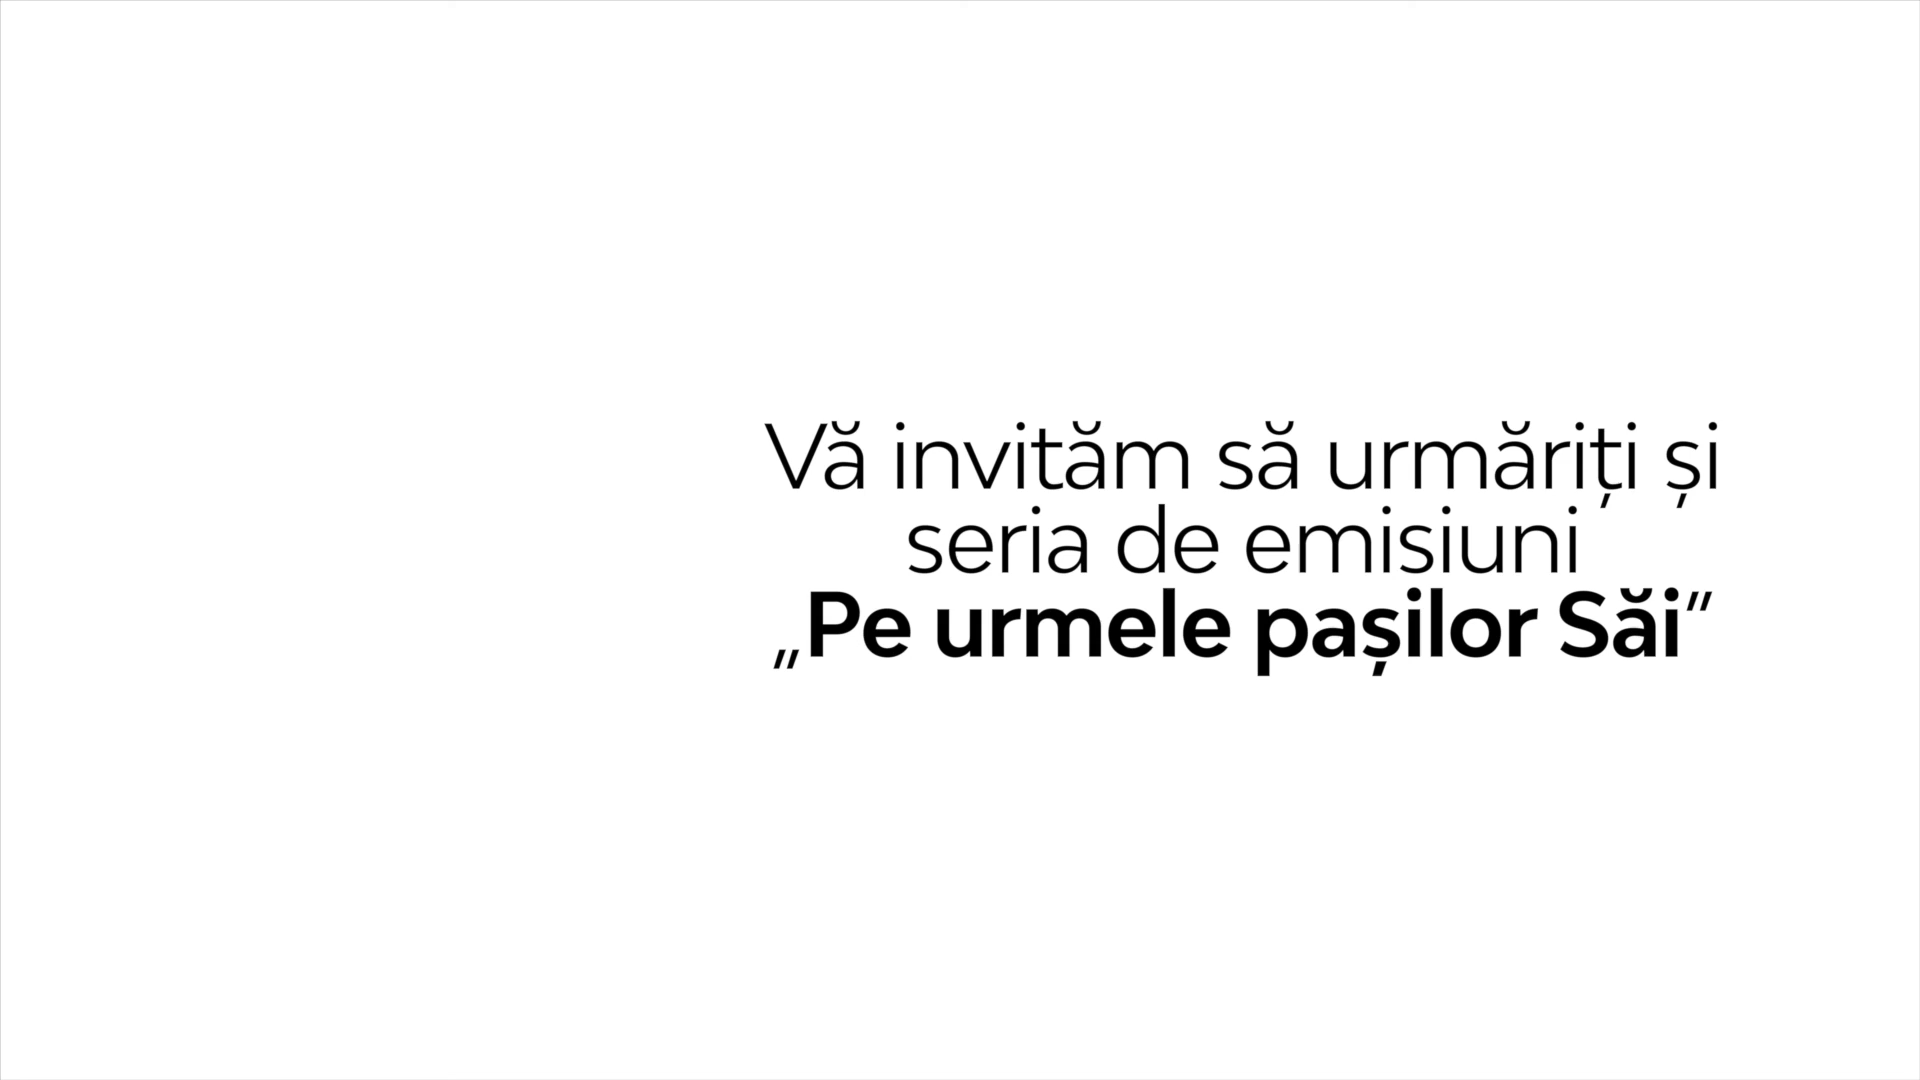 Vă invităm să urmăriți și
seria de emisiuni
„Pe urmele pașilor Săi”